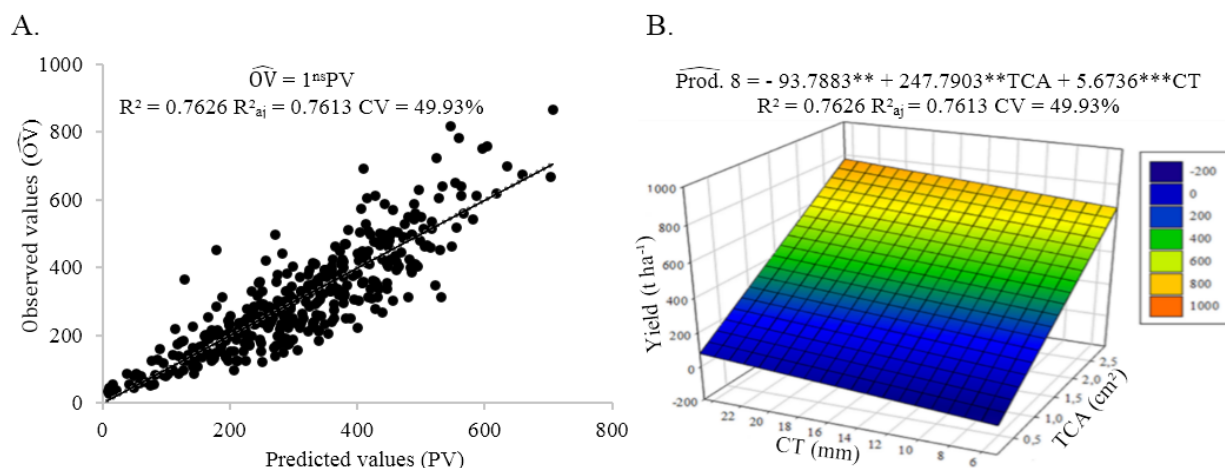 A.
OV = 1ⁿˢPV
R² = 0.7626 R²aj = 0.7613 CV = 49.93%
Observed values (OV)
1000
800
600
400
200
0
0 200 400 600 800
Predicted values (PV)
B.
Prod. 8 = - 93.7883** + 247.7903**TCA + 5.6736***CT
R² = 0.7626 R²aj = 0.7613 CV = 49.93%
Yield (t ha⁻¹)
1000
800
600
400
200
0
-200
22 20 18 16 14 12 10 8 6
CT (mm)
0,5 1,0 1,5 2,0 2,5
TCA (cm²)
-200
0
200
400
600
800
1000